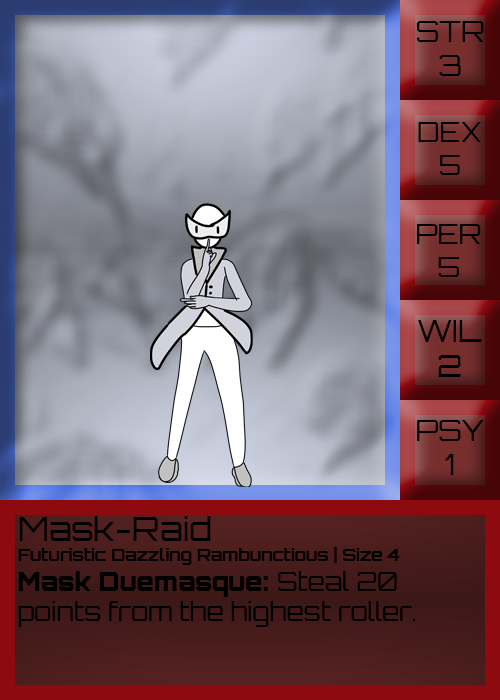 STR
3
DEX
5
PER
5
WIL
2
PSY
1
Mask-Raid
Futuristic Dazzling Rambunctious | Size 4
Mask Duemasque: Steal 20
points from the highest roller.